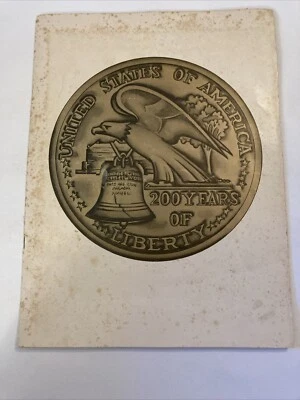 UNITED STATES OF AMERICA
200 YEARS
OF
LIBERTY